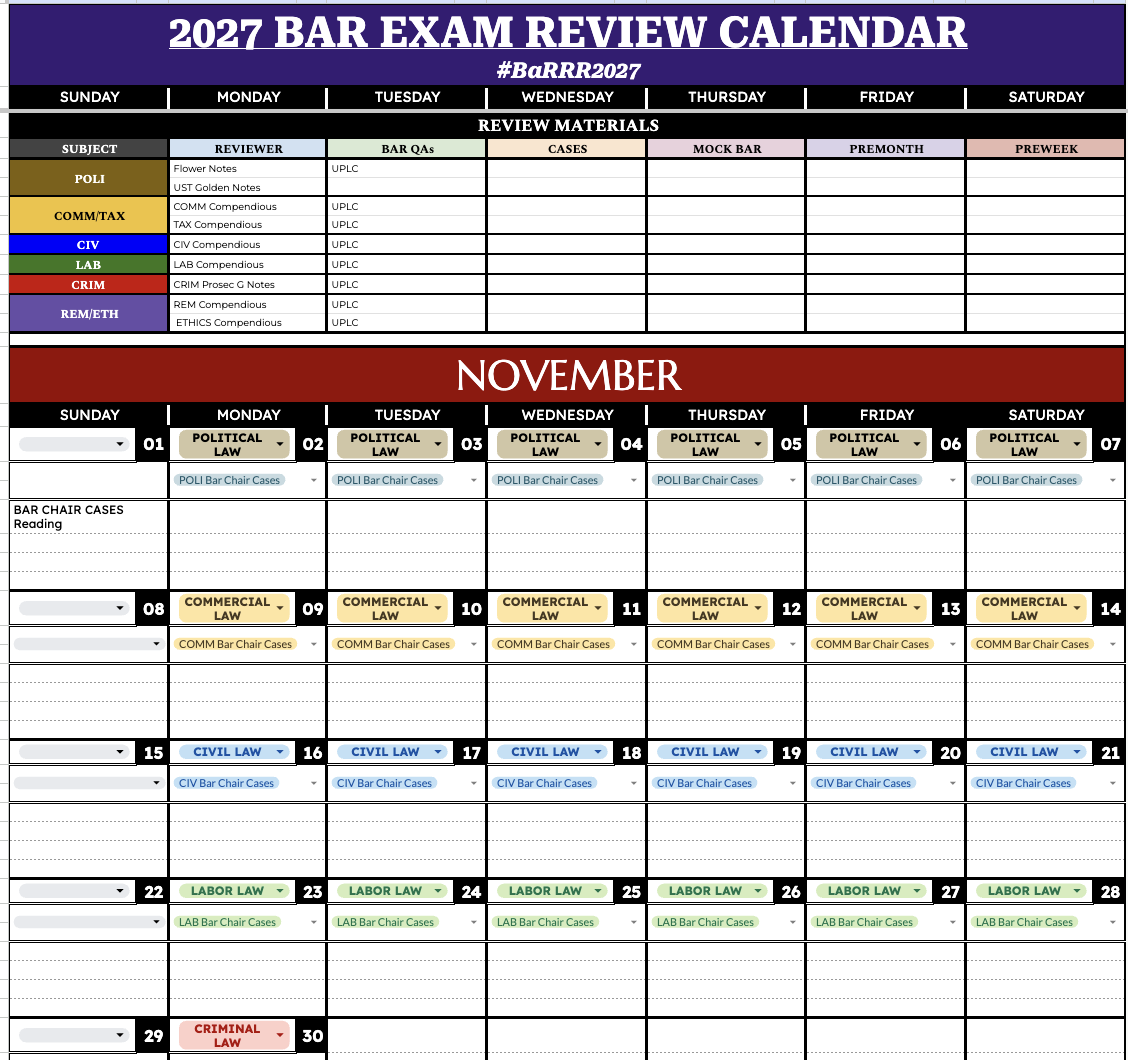 2027 BAR EXAM REVIEW CALENDAR
#BaRRR2027
SUNDAY MONDAY TUESDAY WEDNESDAY THURSDAY FRIDAY SATURDAY
REVIEW MATERIALS
SUBJECT REVIEWER BAR QAs CASES MOCK BAR PREMONTH PREWEEK
POLI Flower Notes UPLC
UST Golden Notes
COMM/TAX COMM Compendious UPLC
TAX Compendious UPLC
CIV CIV Compendious UPLC
LAB LAB Compendious UPLC
CRIM CRIM Prosec G Notes UPLC
REM/ETH REM Compendious UPLC
ETHICS Compendious UPLC
NOVEMBER
SUNDAY MONDAY TUESDAY WEDNESDAY THURSDAY FRIDAY SATURDAY
01 POLITICAL LAW 02 POLITICAL LAW 03 POLITICAL LAW 04 POLITICAL LAW 05 POLITICAL LAW 06 POLITICAL LAW 07
POLI Bar Chair Cases POLI Bar Chair Cases POLI Bar Chair Cases POLI Bar Chair Cases POLI Bar Chair Cases POLI Bar Chair Cases
BAR CHAIR CASES
Reading
08 COMMERCIAL LAW 09 COMMERCIAL LAW 10 COMMERCIAL LAW 11 COMMERCIAL LAW 12 COMMERCIAL LAW 13 COMMERCIAL LAW 14
COMM Bar Chair Cases COMM Bar Chair Cases COMM Bar Chair Cases COMM Bar Chair Cases COMM Bar Chair Cases COMM Bar Chair Cases
15 CIVIL LAW 16 CIVIL LAW 17 CIVIL LAW 18 CIVIL LAW 19 CIVIL LAW 20 CIVIL LAW 21
CIV Bar Chair Cases CIV Bar Chair Cases CIV Bar Chair Cases CIV Bar Chair Cases CIV Bar Chair Cases CIV Bar Chair Cases
22 LABOR LAW 23 LABOR LAW 24 LABOR LAW 25 LABOR LAW 26 LABOR LAW 27 LABOR LAW 28
LAB Bar Chair Cases LAB Bar Chair Cases LAB Bar Chair Cases LAB Bar Chair Cases LAB Bar Chair Cases LAB Bar Chair Cases
29 CRIMINAL LAW 30